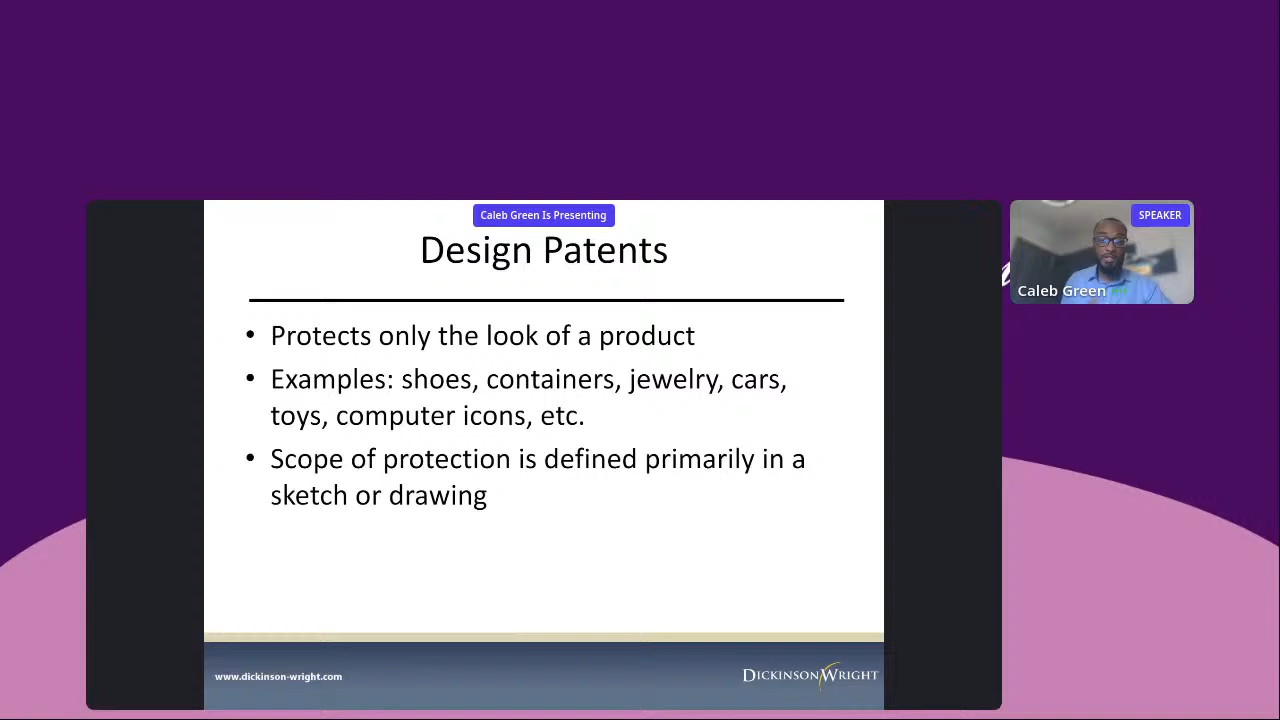 Caleb Green Is Presenting
SPEAKER
Design Patents
Caleb Green
• Protects only the look of a product
• Examples: shoes, containers, jewelry, cars,
toys, computer icons, etc.
• Scope of protection is defined primarily in a
sketch or drawing
www.dickinson-wright.com
DICKINSON WRIGHT